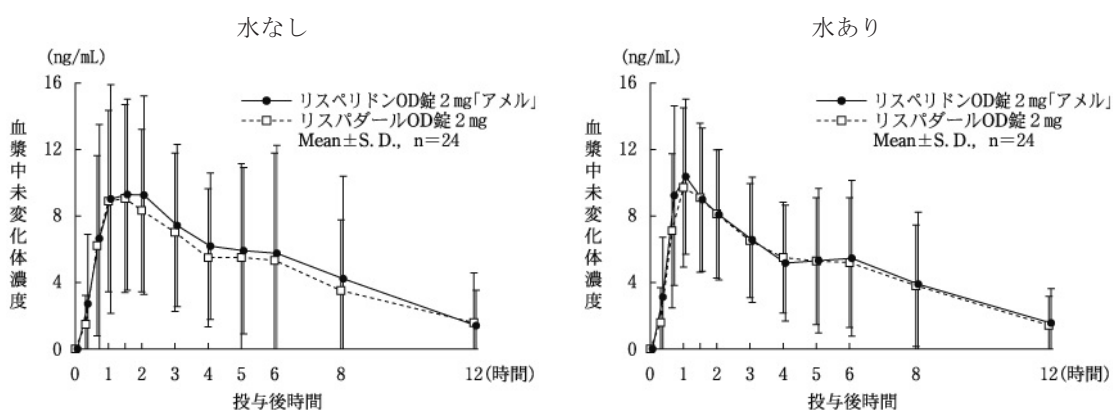 水なし
(ng/mL)
16
12
8
4
0
血漿中未変化体濃度
リスペリドンOD錠2mg「アメル」
リスパダールOD錠2mg
Mean±S. D., n=24
0 1 2 3 4 5 6 8 12(時間)
投与後時間
水あり
(ng/mL)
16
12
8
4
0
血漿中未変化体濃度
リスペリドンOD錠2mg「アメル」
リスパダールOD錠2mg
Mean±S. D., n=24
0 1 2 3 4 5 6 8 12(時間)
投与後時間